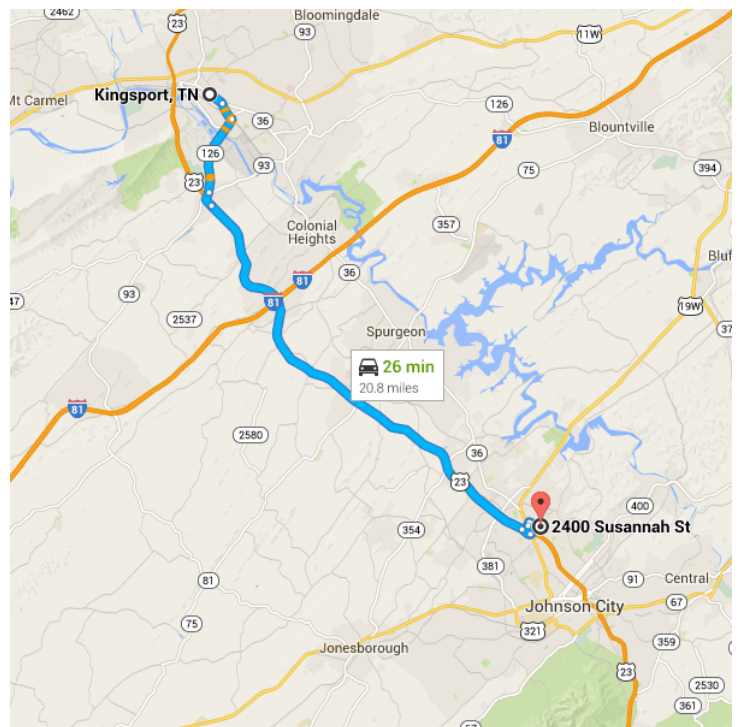 2462
23
Bloomingdale
93
11W
Mt Carmel
Kingsport, TN
36
126
126
Blountville
81
93
23
75
394
357
Colonial
Heights
Bluf
47
93
36
81
81
2537
19W
37
Spurgeon
26 min
20.8 miles
81
2580
36
23
400
2400 Susannah St
354
381
81
91
Central
Johnson City
67
75
321
359
Jonesborough
23
2530
361
67